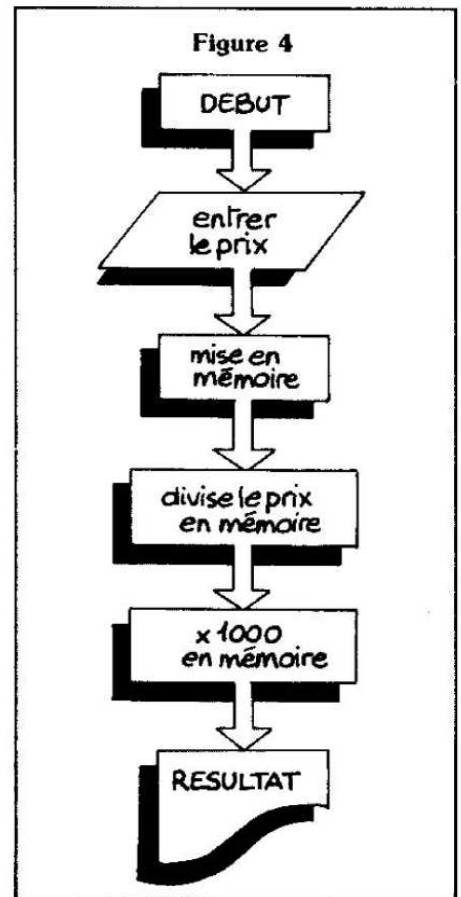 Figure 4
DEBUT
entrer
le prix
mise en
mémoire
divise le prix
en mémoire
x 1000
en mémoire
RESULTAT